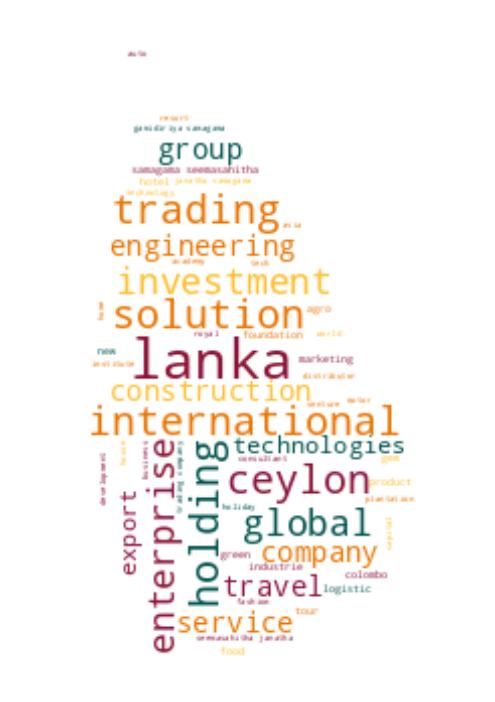 auto
resort
gamidiriya samagama
group
samagama seemasahitha
hotel janatha samagama
technology
trading
asia
engineering
academy tech
investment
home solution agro
royal foundation world
new lanka marketing
institute
distributor
construction
venture motor
international
technologies
development
house
business
trading company
enterprise
holding
consultant gem
ceylon product
plantation
export
holiday
global
capital
green company
industrie
travel colombo
logistic
fashion
tour
service
seemasahitha janatha
food